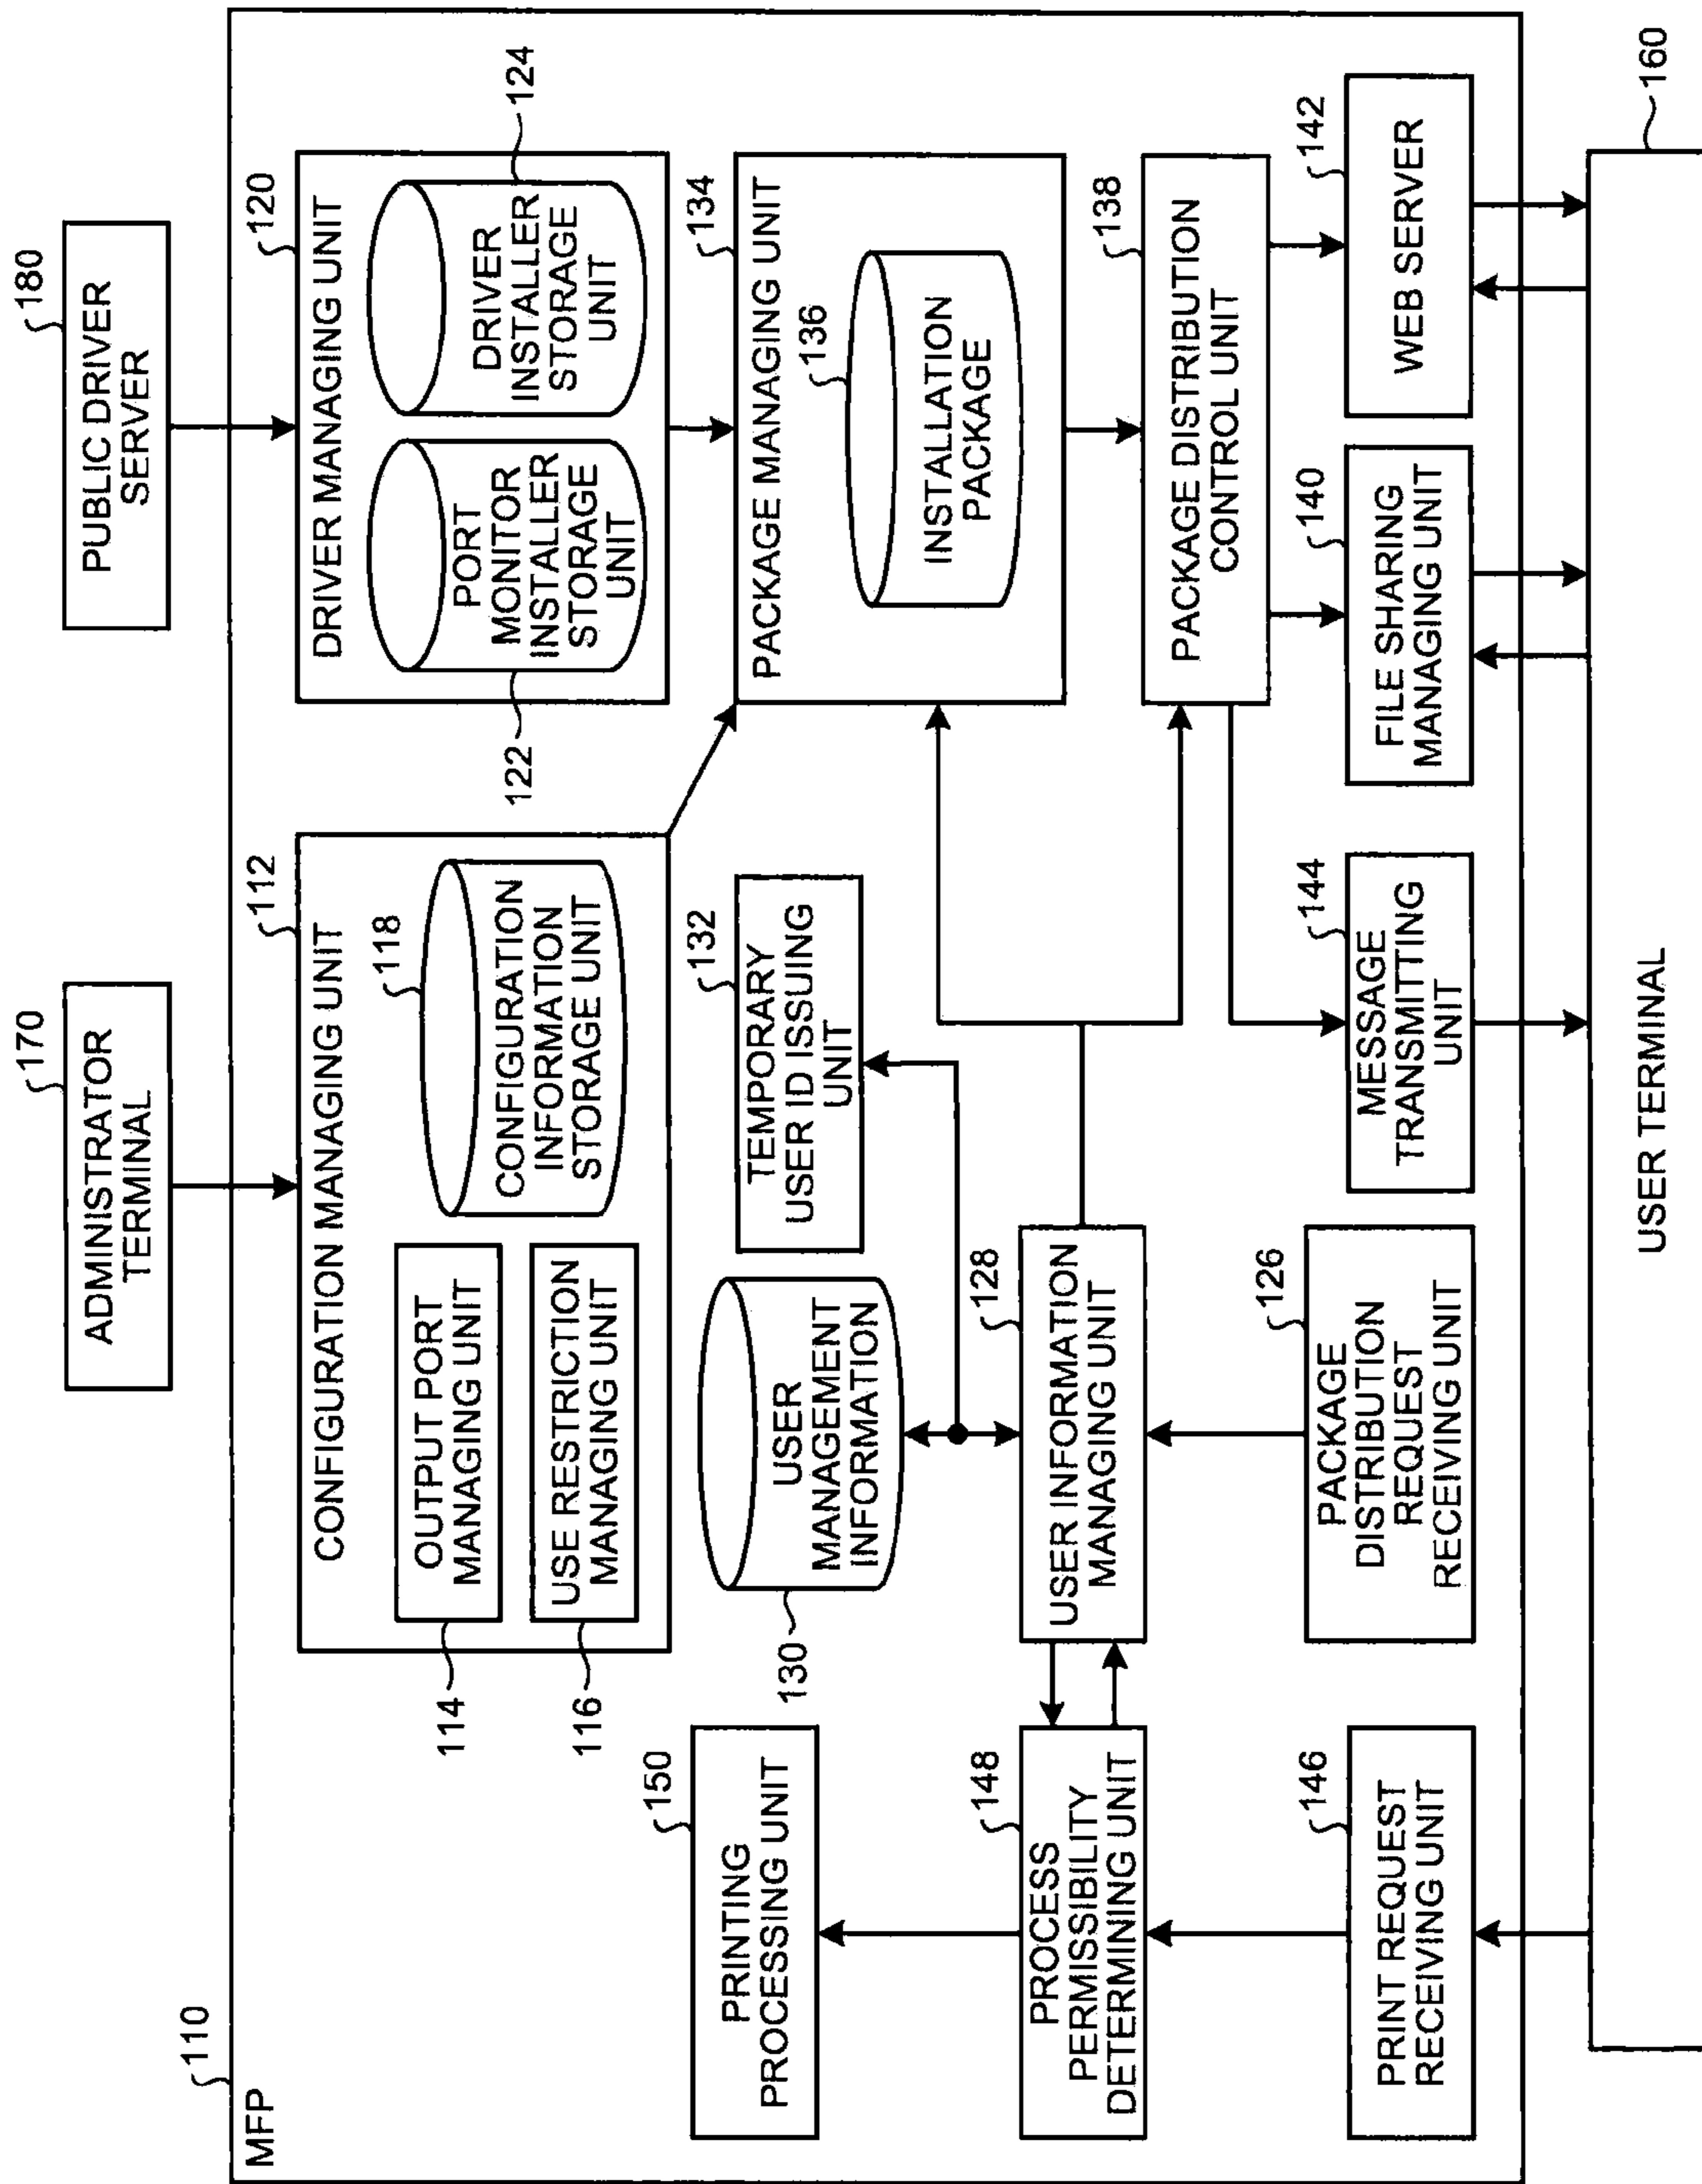 170
ADMINISTRATOR
TERMINAL
180
PUBLIC DRIVER
SERVER
110
MFP
112
CONFIGURATION MANAGING UNIT
OUTPUT PORT
MANAGING UNIT
114
USE RESTRICTION
MANAGING UNIT
116
118
CONFIGURATION
INFORMATION
STORAGE UNIT
120
DRIVER MANAGING UNIT
PORT
MONITOR
INSTALLER
STORAGE
UNIT
122
DRIVER
INSTALLER
STORAGE
UNIT
124
150
PRINTING
PROCESSING UNIT
USER
MANAGEMENT
INFORMATION
130
132
TEMPORARY
USER ID ISSUING
UNIT
134
PACKAGE MANAGING UNIT
136
INSTALLATION
PACKAGE
148
PROCESS
PERMISSIBILITY
DETERMINING UNIT
128
USER INFORMATION
MANAGING UNIT
138
PACKAGE DISTRIBUTION
CONTROL UNIT
146
PRINT REQUEST
RECEIVING UNIT
126
PACKAGE
DISTRIBUTION
REQUEST
RECEIVING UNIT
144
MESSAGE
TRANSMITTING
UNIT
140
FILE SHARING
MANAGING UNIT
142
WEB SERVER
160
USER TERMINAL